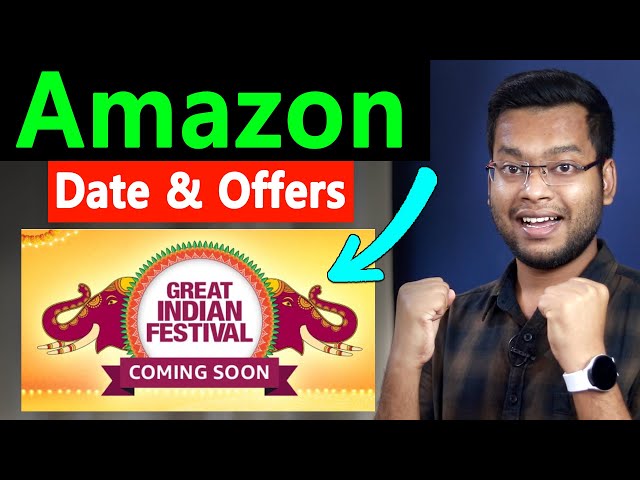 Amazon
Date & Offers
GREAT
INDIAN
FESTIVAL
COMING SOON